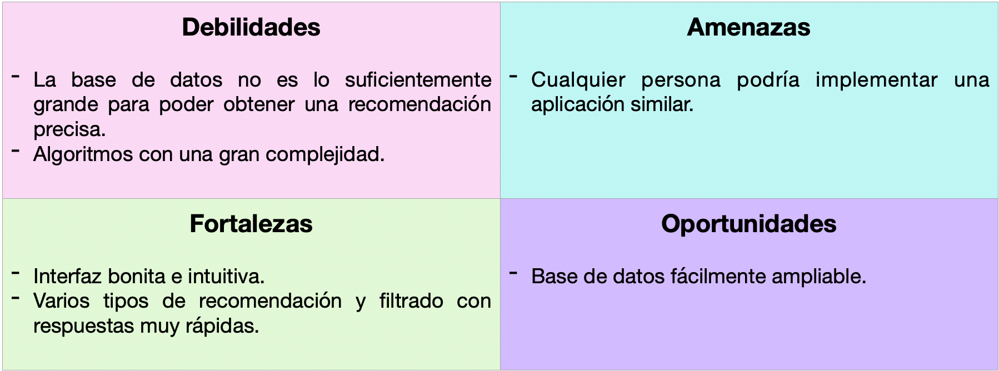 Debilidades
- La base de datos no es lo suficientemente
grande para poder obtener una recomendación
precisa.
- Algoritmos con una gran complejidad.
Amenazas
- Cualquier persona podría implementar una
aplicación similar.
Fortalezas
- Interfaz bonita e intuitiva.
- Varios tipos de recomendación y filtrado con
respuestas muy rápidas.
Oportunidades
- Base de datos fácilmente ampliable.